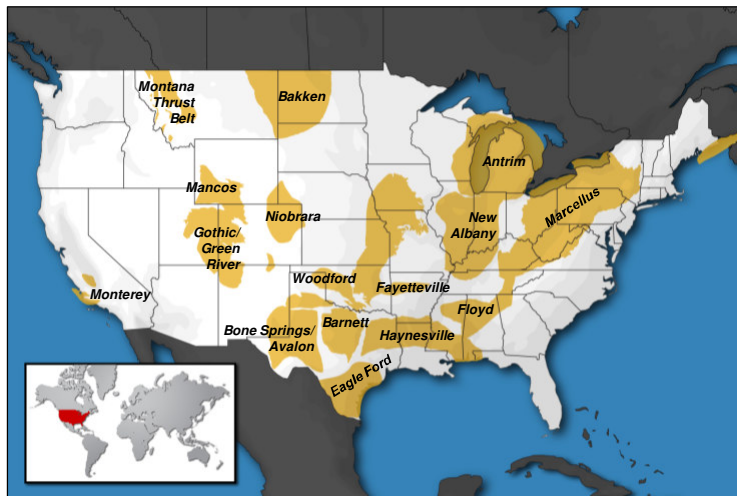 Montana
Thrust
Belt
Bakken
Antrim
Mancos
Niobrara
New
Albany
Marcellus
Gothic/
Green
River
Woodford
Monterey
Fayetteville
Floyd
Bone Springs/
Avalon
Barnett
Haynesville
Eagle Ford